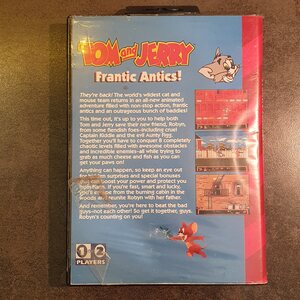 TOM and JERRY
Frantic Antics!
They're back! The world's wildest cat and
mouse team returns in an all-new animated
adventure filled with non-stop action, frantic
antics and an outrageous bunch of baddies!
This time out, it's up to you to help both
Tom and Jerry save their new friend, Robyn,
from some fiendish foes-including cruel
Captain Kiddie and the evil Aunty Figg.
Together you'll have to conquer 8 completely
chaotic levels filled with awesome obstacles
and incredible enemies-all while trying to
grab as much cheese and fish as you can
get your paws on!
Anything can happen, so keep an eye out
for random surprises and special bonuses
boost your power and protect you
from harm. If you're fast, smart and lucky,
you'll escape from the burning cabin in the
woods and reunite Robyn with her father.
And remember, you're here to beat the bad
guys-not each other! So get it together, guys.
Robyn's counting on you!
1 2
PLAYERS